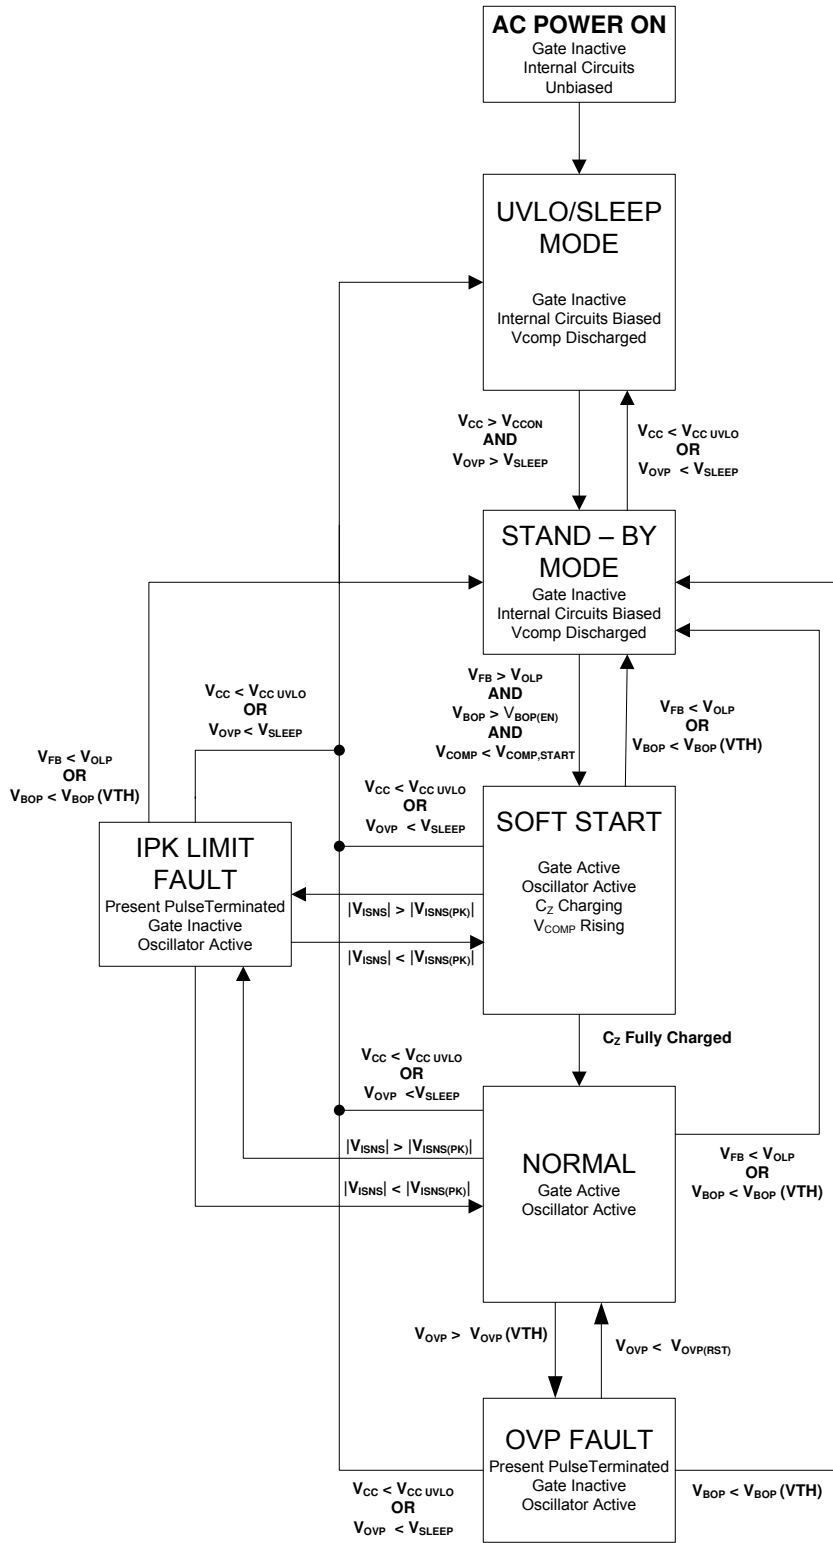 AC POWER ON
Gate Inactive
Internal Circuits
Unbiased
UVLO/SLEEP
MODE
Gate Inactive
Internal Circuits Biased
Vcomp Discharged
VCC > VCCON
AND
VOVP > VSLEEP
VCC < VCC UVLO
OR
VOVP < VSLEEP
STAND – BY
MODE
Gate Inactive
Internal Circuits Biased
Vcomp Discharged
VFB > VOLP
AND
VBOP > VBOP(EN)
AND
VCOMP < VCOMP,START
VFB < VOLP
OR
VBOP < VBOP (VTH)
VCC < VCC UVLO
OR
VOVP < VSLEEP
VFB < VOLP
OR
VBOP < VBOP (VTH)
VCC < VCC UVLO
OR
VOVP < VSLEEP
SOFT START
Gate Active
Oscillator Active
CZ Charging
VCOMP Rising
IPK LIMIT
FAULT
Present PulseTerminated
Gate Inactive
Oscillator Active
|VISNS| > |VISNS(PK)|
|VISNS| < |VISNS(PK)|
CZ Fully Charged
VCC < VCC UVLO
OR
VOVP <VSLEEP
|VISNS| > |VISNS(PK)|
|VISNS| < |VISNS(PK)|
NORMAL
Gate Active
Oscillator Active
VFB < VOLP
OR
VBOP < VBOP (VTH)
VOVP > VOVP (VTH)
VOVP < VOVP(RST)
OVP FAULT
Present PulseTerminated
Gate Inactive
Oscillator Active
VCC < VCC UVLO
OR
VOVP < VSLEEP
VBOP < VBOP (VTH)